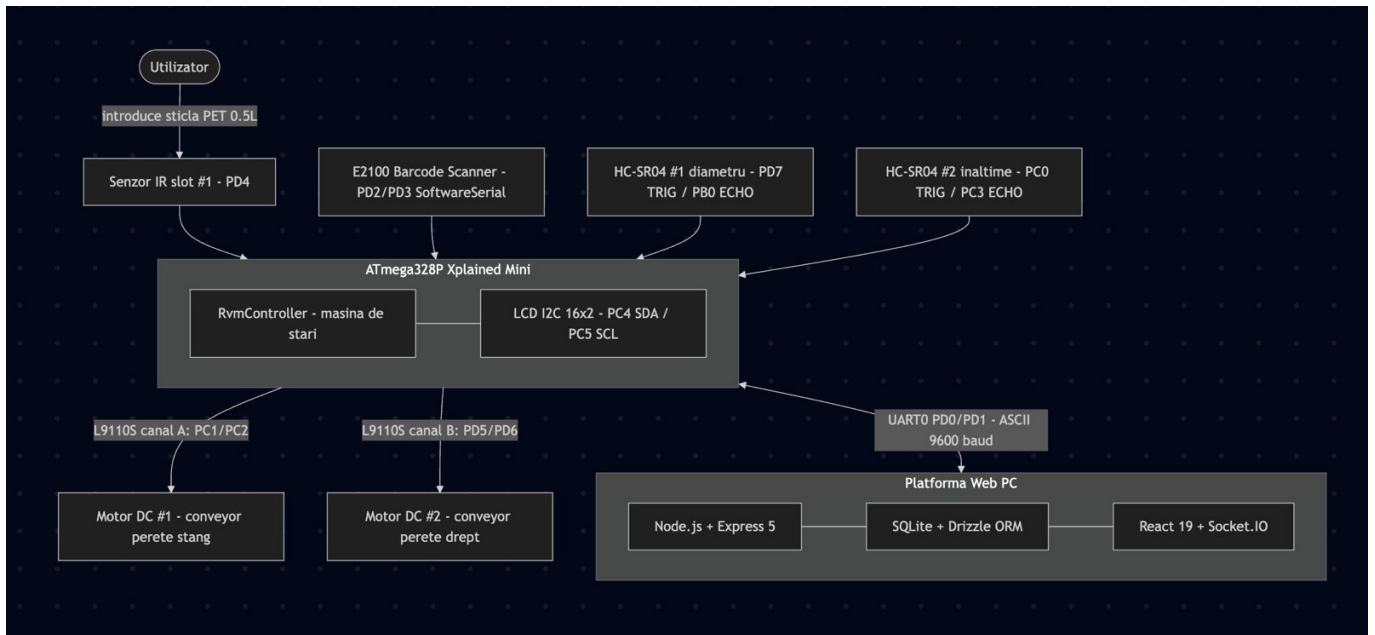 Utilizator
introduce sticla PET 0.5L
Senzor IR slot #1 - PD4
E2100 Barcode Scanner -
PD2/PD3 SoftwareSerial
HC-SR04 #1 diametru - PD7
TRIG / PB0 ECHO
HC-SR04 #2 inaltime - PC0
TRIG / PC3 ECHO
ATmega328P Xplained Mini
RvmController - masina de
stari
LCD I2C 16x2 - PC4 SDA /
PC5 SCL
L9110S canal A: PC1/PC2
L9110S canal B: PD5/PD6
UART0 PD0/PD1 - ASCII
9600 baud
Motor DC #1 - conveyor
perete stang
Motor DC #2 - conveyor
perete drept
Platforma Web PC
Node.js + Express 5
SQLite + Drizzle ORM
React 19 + Socket.IO